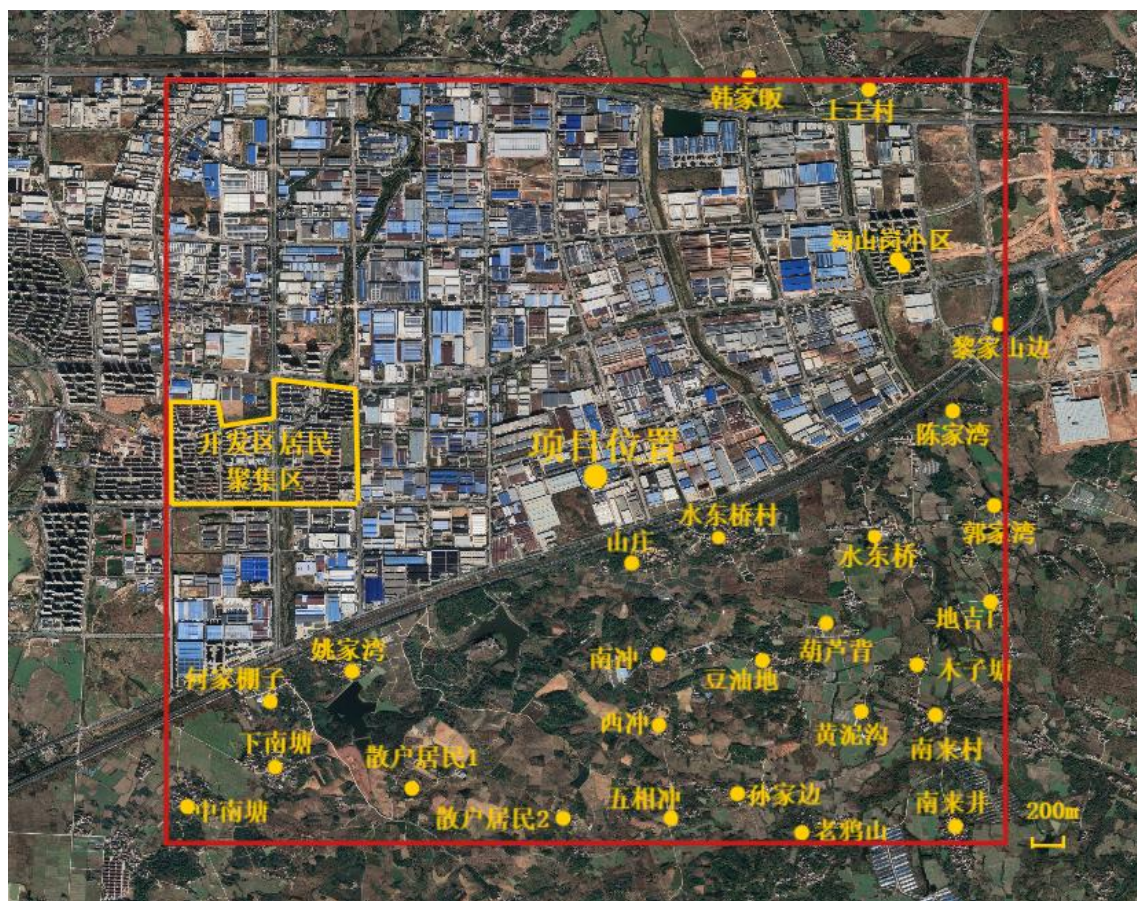 韩家畈
上王村
祠山岗小区
黎家山边
陈家湾
开发区居民
聚集区
项目位置
水东桥村
郭家湾
山庄
水东桥
地吉门
姚家湾
南冲
葫芦背
豆油地
木子塘
何家棚子
西冲
黄泥沟
南来村
下南塘
散户居民1
中南塘
散户居民2
五相冲
孙家边
南来井
老鸦山
200m